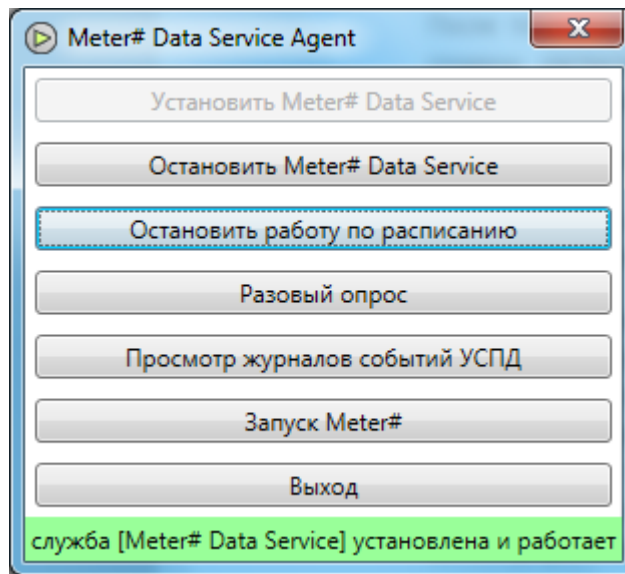 Meter# Data Service Agent
Установить Meter# Data Service
Остановить Meter# Data Service
Остановить работу по расписанию
Разовый опрос
Просмотр журналов событий УСПД
Запуск Meter#
Выход
служба [Meter# Data Service] установлена и работает